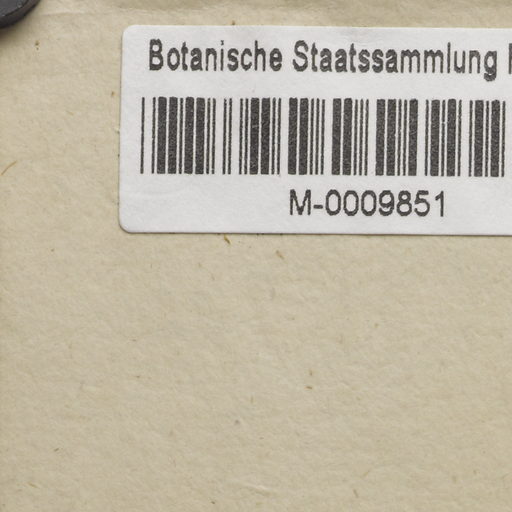 Botanische Staatssammlung
M-0009851